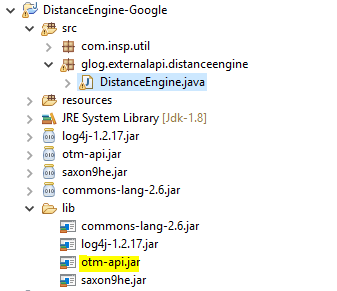 DistanceEngine-Google
src
com.insp.util
glog.externalapi.distanceengine
DistanceEngine.java
resources
JRE System Library [Jdk-1.8]
log4j-1.2.17.jar
otm-api.jar
saxon9he.jar
commons-lang-2.6.jar
lib
commons-lang-2.6.jar
log4j-1.2.17.jar
otm-api.jar
saxon9he.jar